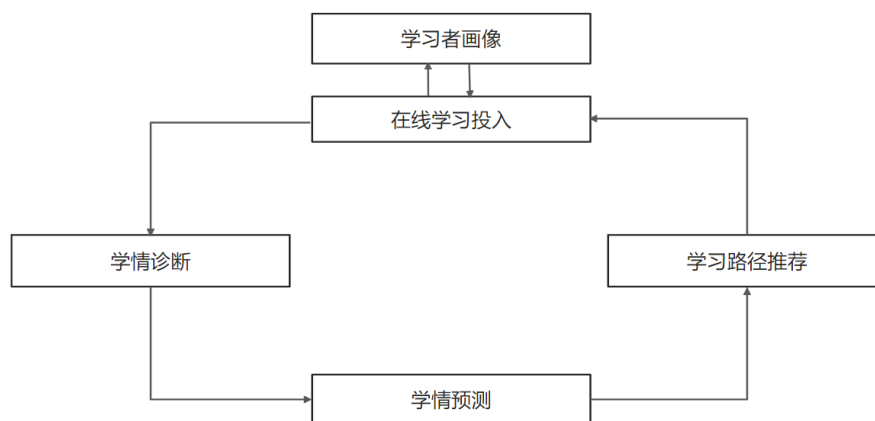 学习者画像
在线学习投入
学情诊断
学习路径推荐
学情预测